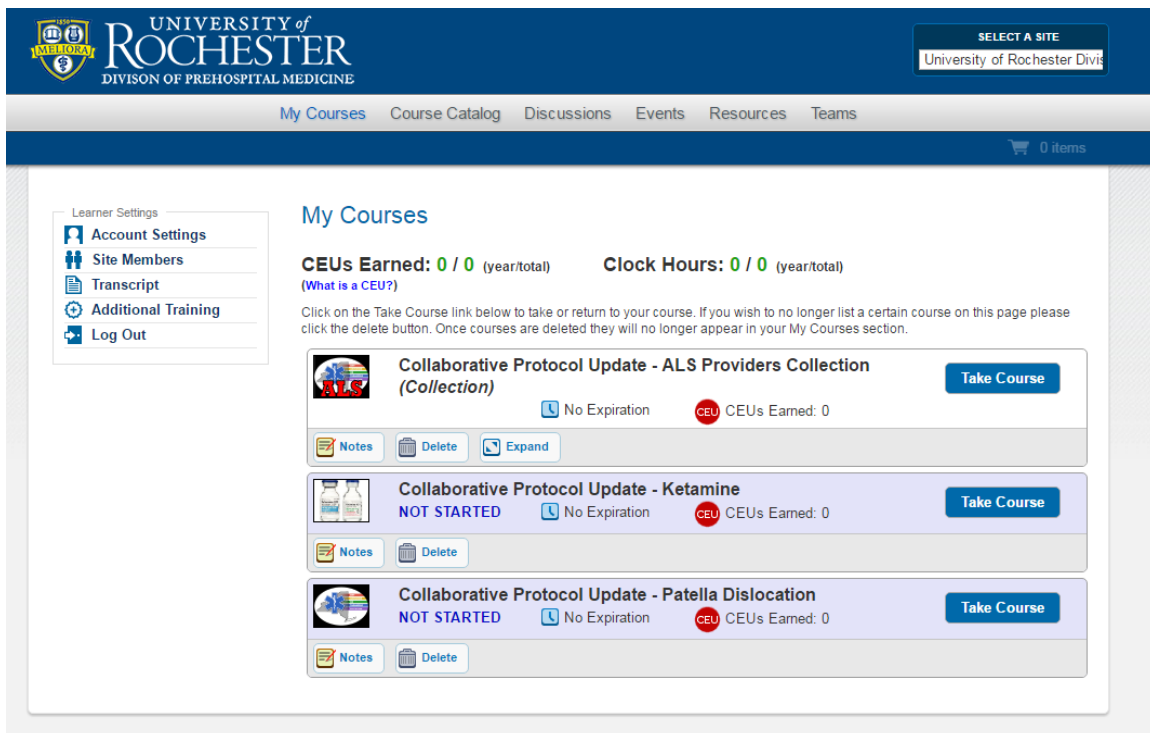 1850
MELIORA
UNIVERSITY of
ROCHESTER
DIVISON OF PREHOSPITAL MEDICINE
SELECT A SITE
University of Rochester Divis
My Courses Course Catalog Discussions Events Resources Teams
0 items
Learner Settings
Account Settings
Site Members
Transcript
Additional Training
Log Out
My Courses
CEUs Earned: 0 / 0 (year/total) Clock Hours: 0 / 0 (year/total)
(What is a CEU?)
Click on the Take Course link below to take or return to your course. If you wish to no longer list a certain course on this page please
click the delete button. Once courses are deleted they will no longer appear in your My Courses section.
ALS
Collaborative Protocol Update - ALS Providers Collection
(Collection)
Take Course
No Expiration CEU CEUs Earned: 0
Notes Delete Expand
Collaborative Protocol Update - Ketamine
NOT STARTED No Expiration CEU CEUs Earned: 0
Take Course
Notes Delete
Collaborative Protocol Update - Patella Dislocation
NOT STARTED No Expiration CEU CEUs Earned: 0
Take Course
Notes Delete